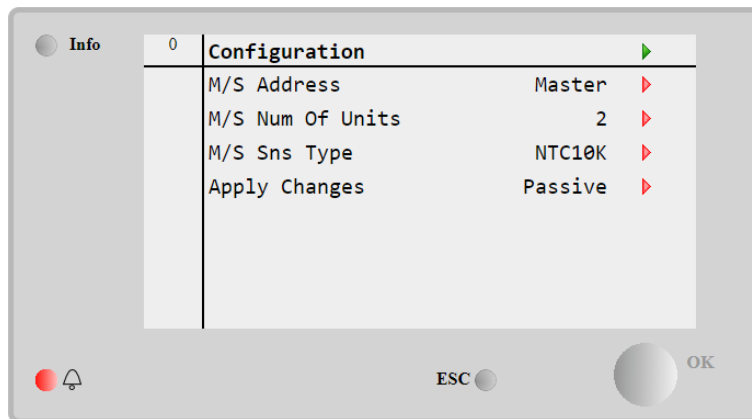 Info
0 Configuration
M/S Address Master
M/S Num Of Units 2
M/S Sns Type NTC10K
Apply Changes Passive
ESC
OK